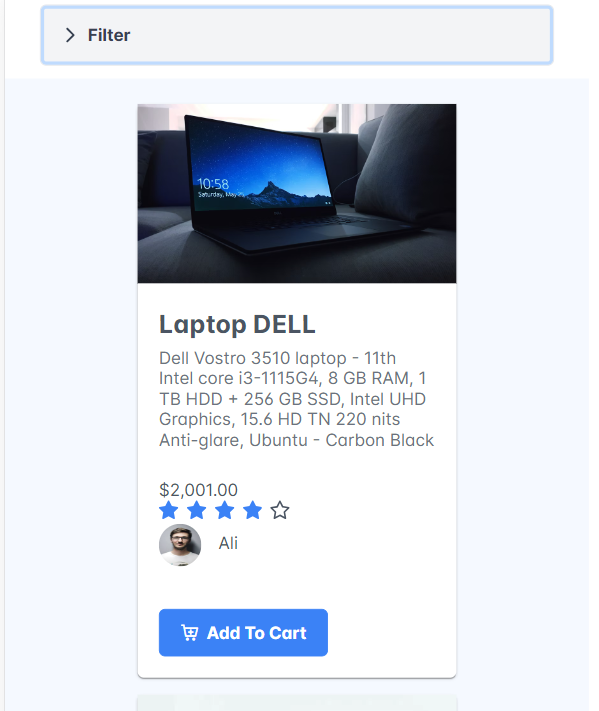 Filter
10:58
Saturday, May 25
Laptop DELL
Dell Vostro 3510 laptop - 11th
Intel core i3-1115G4, 8 GB RAM, 1
TB HDD + 256 GB SSD, Intel UHD
Graphics, 15.6 HD TN 220 nits
Anti-glare, Ubuntu - Carbon Black
$2,001.00
Ali
Add To Cart